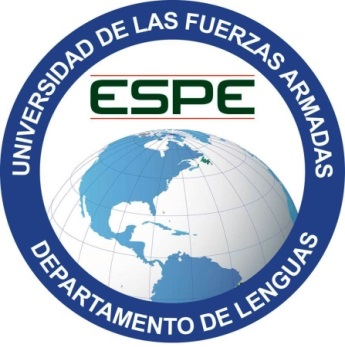 UNIVERSIDAD DE LAS FUERZAS ARMADAS
ESPE
DEPARTAMENTO DE LENGUAS